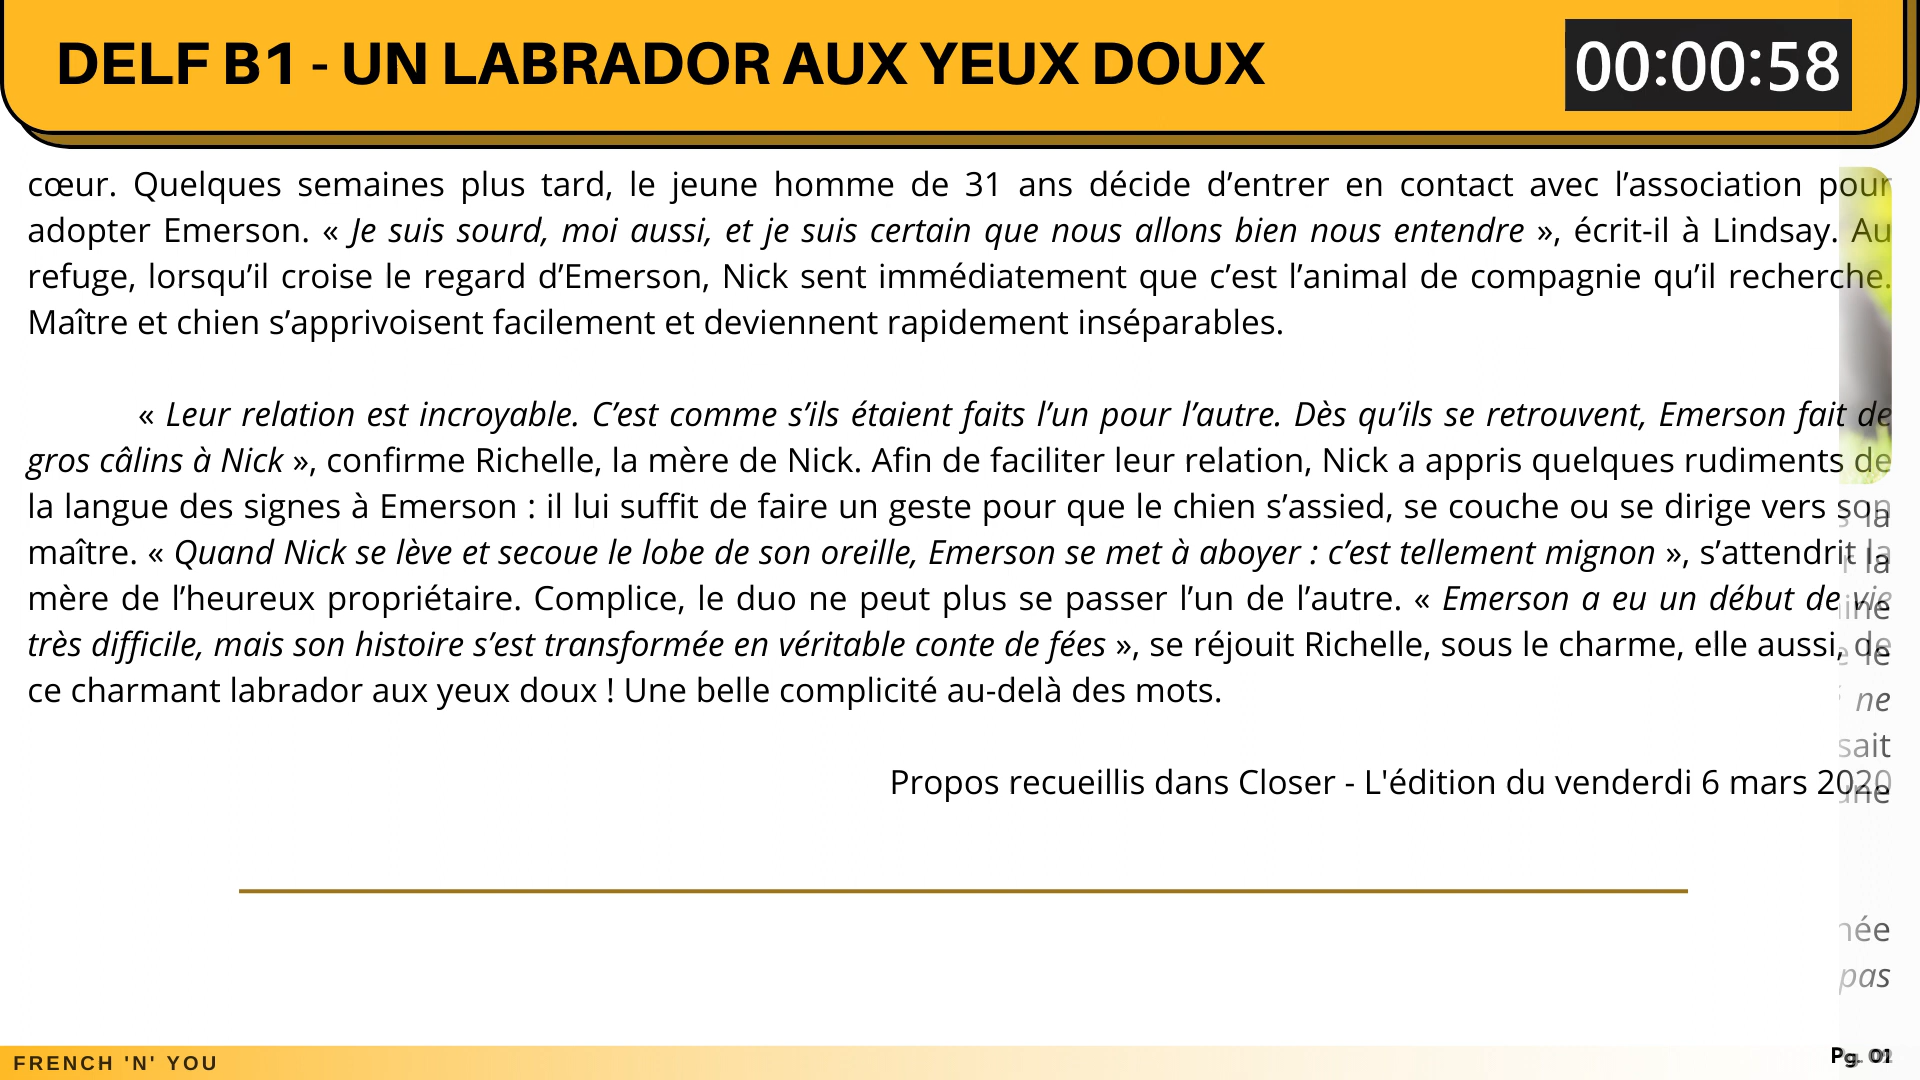 DELF B1 - UN LABRADOR AUX YEUX DOUX
00:00:58
cœur. Quelques semaines plus tard, le jeune homme de 31 ans décide d’entrer en contact avec l’association pour
adopter Emerson. « Je suis sourd, moi aussi, et je suis certain que nous allons bien nous entendre », écrit-il à Lindsay. Au
refuge, lorsqu’il croise le regard d’Emerson, Nick sent immédiatement que c’est l’animal de compagnie qu’il recherche.
Maître et chien s’apprivoisent facilement et deviennent rapidement inséparables.
« Leur relation est incroyable. C’est comme s’ils étaient faits l’un pour l’autre. Dès qu’ils se retrouvent, Emerson fait de
gros câlins à Nick », confirme Richelle, la mère de Nick. Afin de faciliter leur relation, Nick a appris quelques rudiments de
la langue des signes à Emerson : il lui suffit de faire un geste pour que le chien s’assied, se couche ou se dirige vers son
la
maître. « Quand Nick se lève et secoue le lobe de son oreille, Emerson se met à aboyer : c’est tellement mignon », s’attendrit la
la
mère de l’heureux propriétaire. Complice, le duo ne peut plus se passer l’un de l’autre. « Emerson a eu un début de vie
très difficile, mais son histoire s’est transformée en véritable conte de fées », se réjouit Richelle, sous le charme, elle aussi, de
le
ce charmant labrador aux yeux doux ! Une belle complicité au-delà des mots.
ne
sait
Propos recueillis dans Closer - L'édition du venderdi 6 mars 2020
pas
FRENCH 'N' YOU
Pg. 01